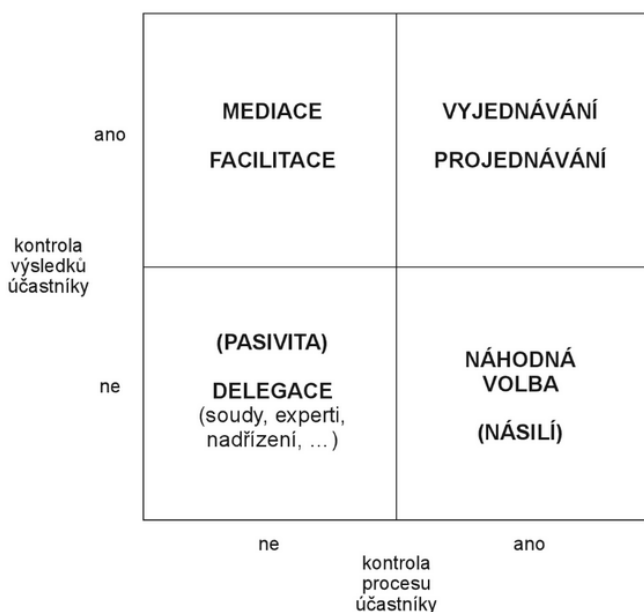 MEDIACE
FACILITACE
VYJEDNÁVÁNÍ
PROJEDNÁVÁNÍ
ano
kontrola
výsledků
účastníky
(PASIVITA)
DELEGACE
(soudy, experti,
nadřízení, …)
NÁHODNÁ
VOLBA
(NÁSILÍ)
ne
ne
ano
kontrola
procesu
účastníky